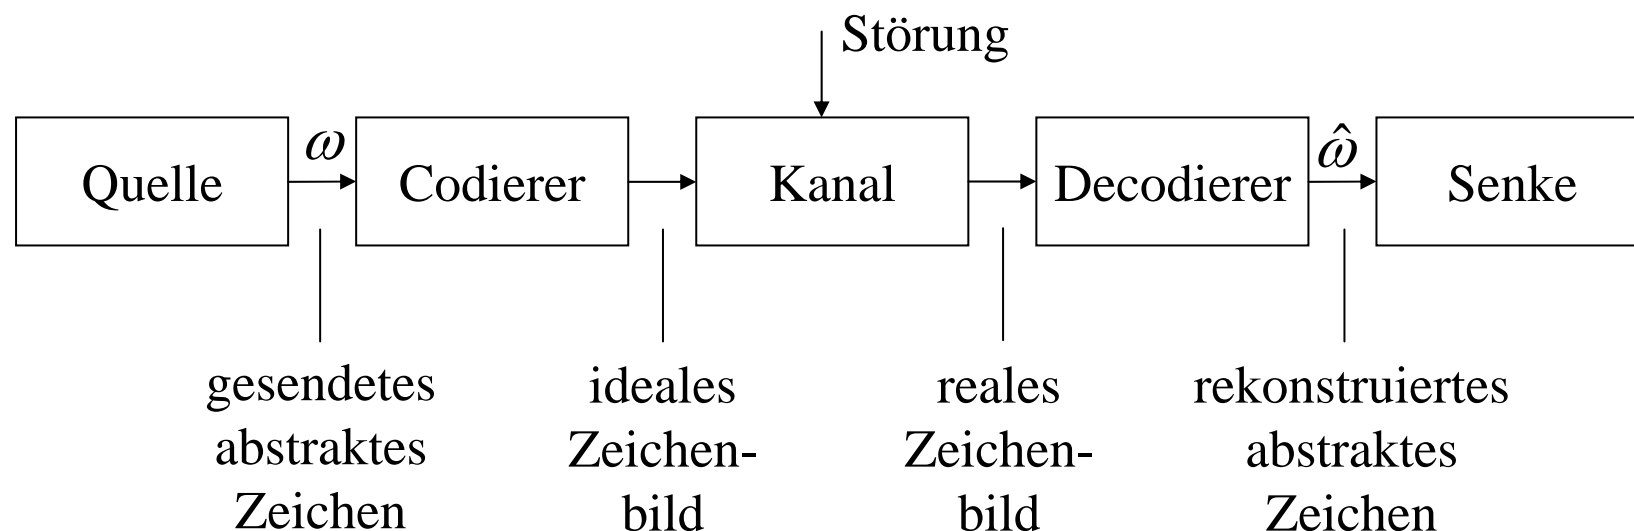 Störung
Quelle
ω
Codierer
Kanal
Decodierer
ω̂
Senke
gesendetes
abstraktes
Zeichen
ideales
Zeichen-
bild
reales
Zeichen-
bild
rekonstruiertes
abstraktes
Zeichen